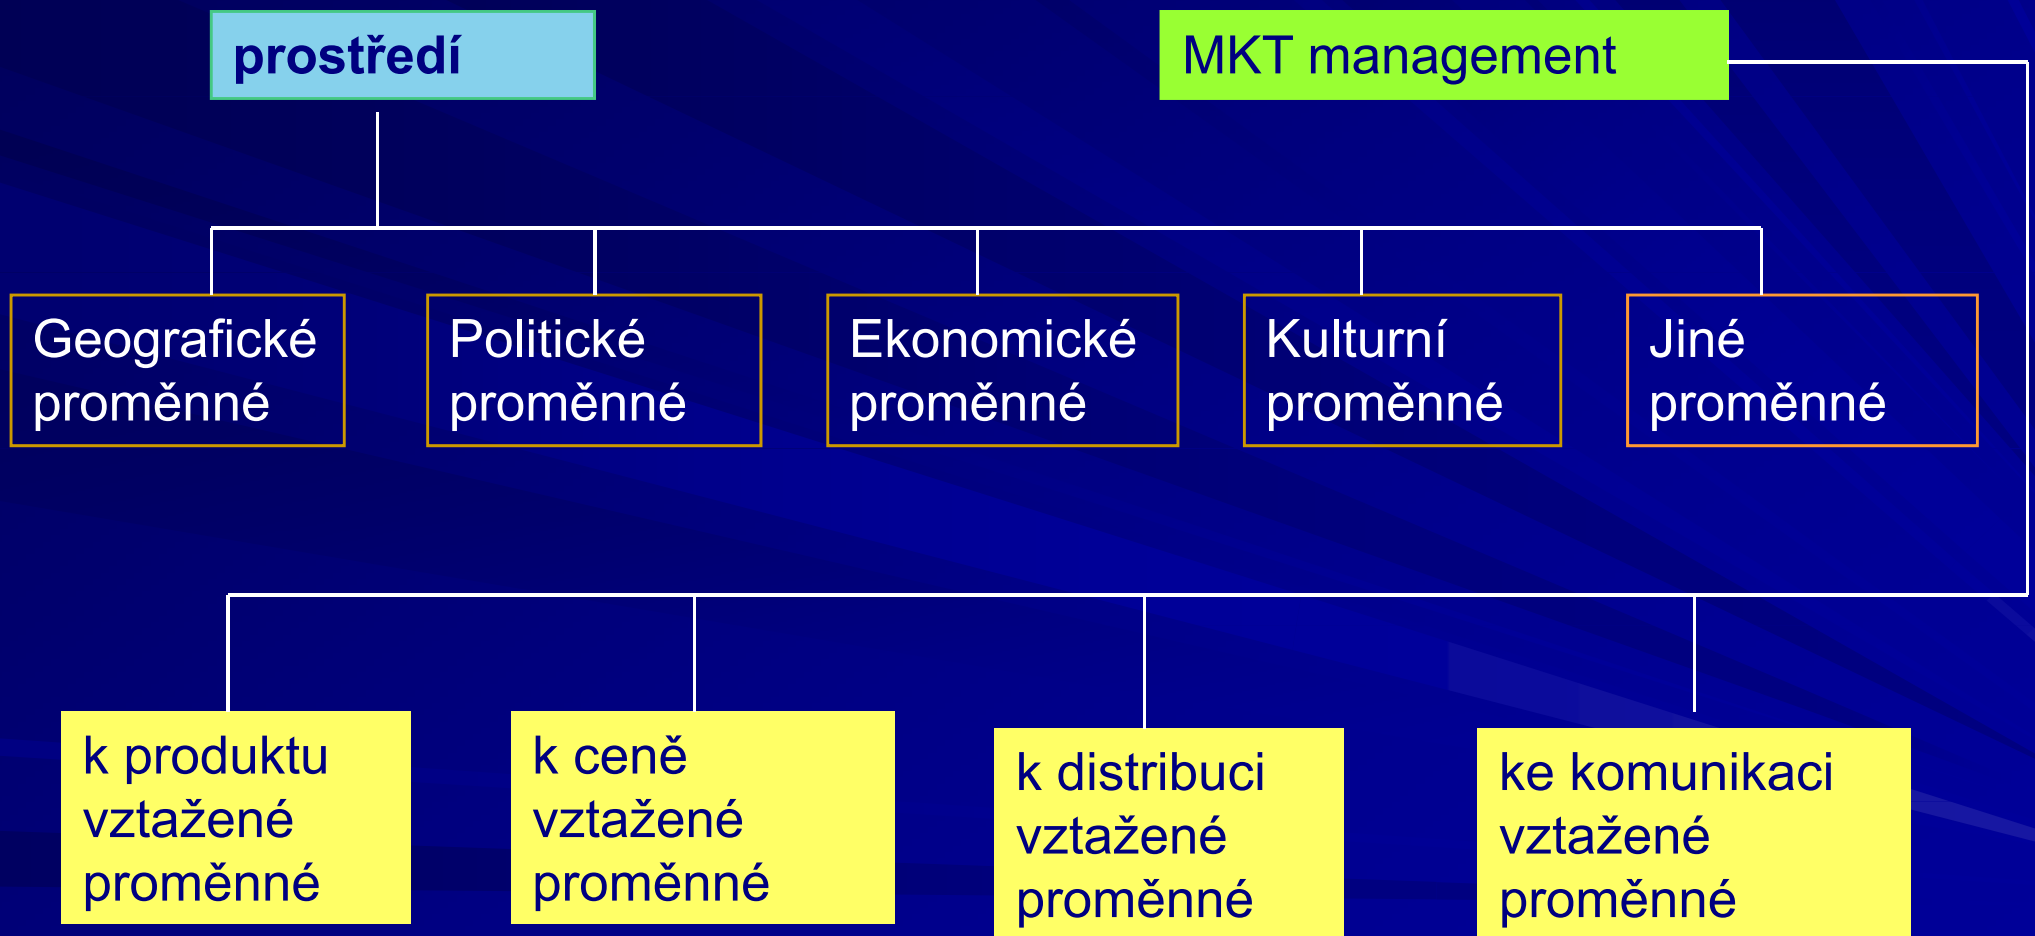 prostředí
MKT management
Geografické
proměnné
Politické
proměnné
Ekonomické
proměnné
Kulturní
proměnné
Jiné
proměnné
k produktu
vztažené
proměnné
k ceně
vztažené
proměnné
k distribuci
vztažené
proměnné
ke komunikaci
vztažené
proměnné